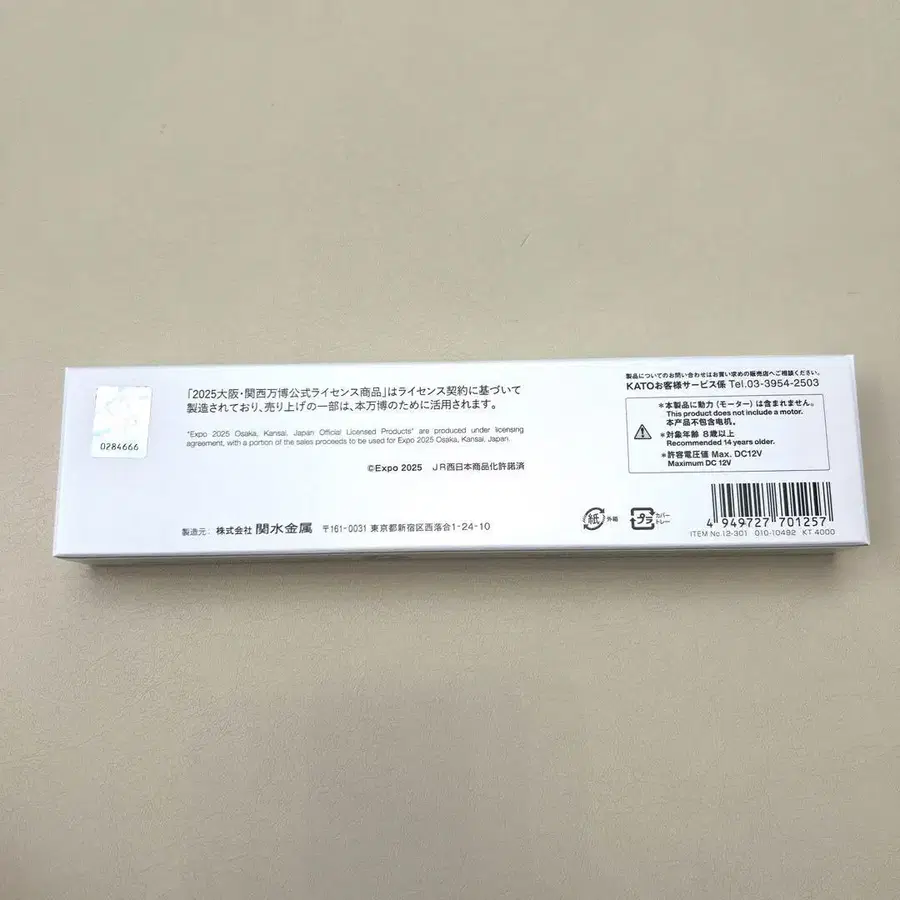 「2025大阪・関西万博公式ライセンス商品」はライセンス契約に基づいて
製造されており、売り上げの一部は、本万博のために活用されます。
"Expo 2025 Osaka, Kansai, Japan Official Licensed Products" are produced under licensing
agreement, with a portion of the sales proceeds to be used for Expo 2025 Osaka, Kansai, Japan.
0284666
©Expo 2025 JR西日本商品化許諾済
製造元: 株式会社 関水金属 〒161-0031 東京都新宿区西落合1-24-10
製品についてのお問い合わせはお買い求めの販売店へご相談ください。
KATOお客様サービス係 Tel.03-3954-2503
*本製品に動力(モーター)は含まれません。
This product does not include a motor.
本产品不包含电机。
*対象年齢 8歳以上
Recommended 14 years older.
*許容電圧値 Max. DC12V
Maximum DC 12V
紙 外箱
プラ カバー
トレー
4 949727 701257
ITEM No.12-301 010-10492 KT 4000